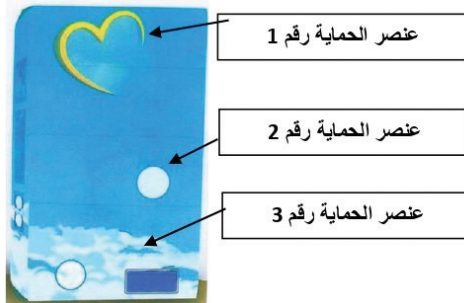 عنصر الحماية رقم 1
عنصر الحماية رقم 2
عنصر الحماية رقم 3